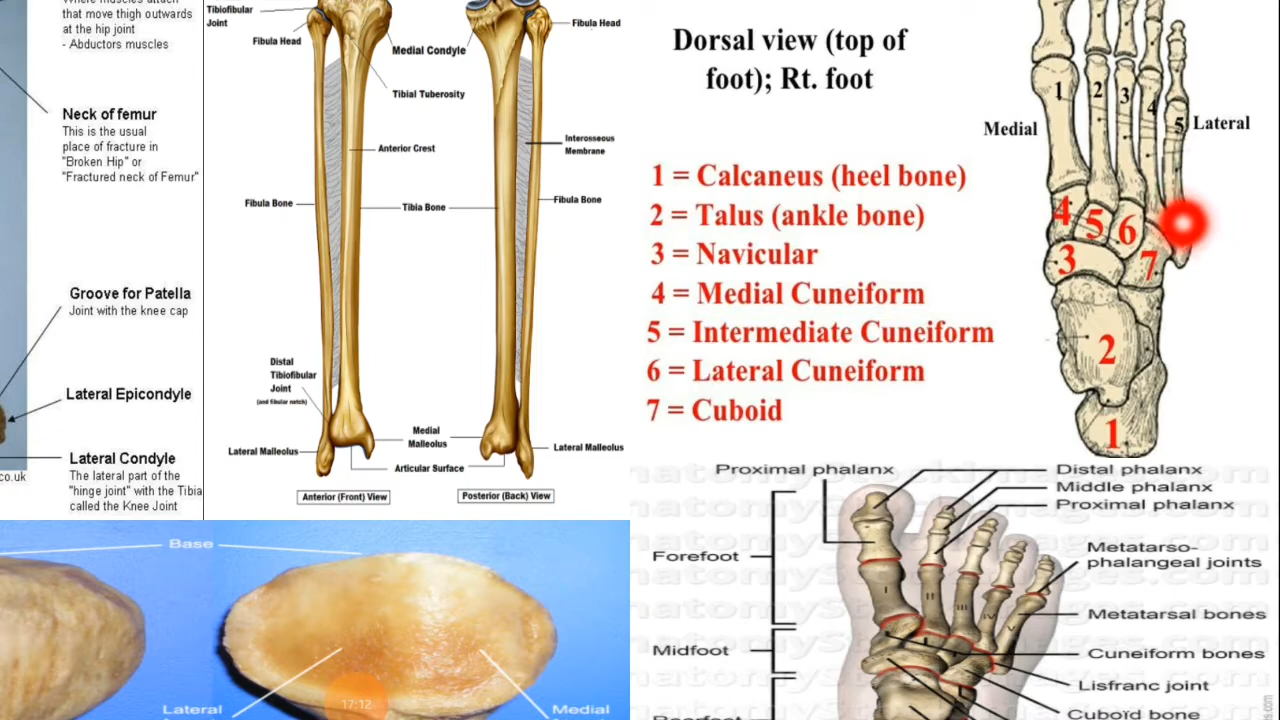 that move thigh outwards
at the hip joint
- Abductors muscles
Neck of femur
This is the usual
place of fracture in
"Broken Hip" or
"Fractured neck of Femur"
Groove for Patella
Joint with the knee cap
Lateral Epicondyle
Lateral Condyle
The lateral part of the
"hinge joint" with the Tibia
called the Knee Joint
co.uk
Tibiofibular
Joint
Fibula Head
Medial Condyle
Fibula Head
Tibial Tuberosity
Anterior Crest
Interosseous
Membrane
Fibula Bone
Tibia Bone
Fibula Bone
Distal
Tibiofibular
Joint
(and fibular notch)
Medial
Malleolus
Lateral Malleolus
Lateral Malleolus
Articular Surface
Anterior (Front) View
Posterior (Back) View
Dorsal view (top of
foot); Rt. foot
Medial
Lateral
1 2 3 4 5
1 = Calcaneus (heel bone)
2 = Talus (ankle bone)
3 = Navicular
4 = Medial Cuneiform
5 = Intermediate Cuneiform
6 = Lateral Cuneiform
7 = Cuboid
4 5 6
3 7
2
1
Base
Lateral
Medial
17:12
Proximal phalanx
Distal phalanx
Middle phalanx
Proximal phalanx
Forefoot
Metatarso-
phalangeal joints
I II III IV V
Metatarsal bones
Midfoot
Cuneiform bones
Lisfranc joint
Cuboid bone